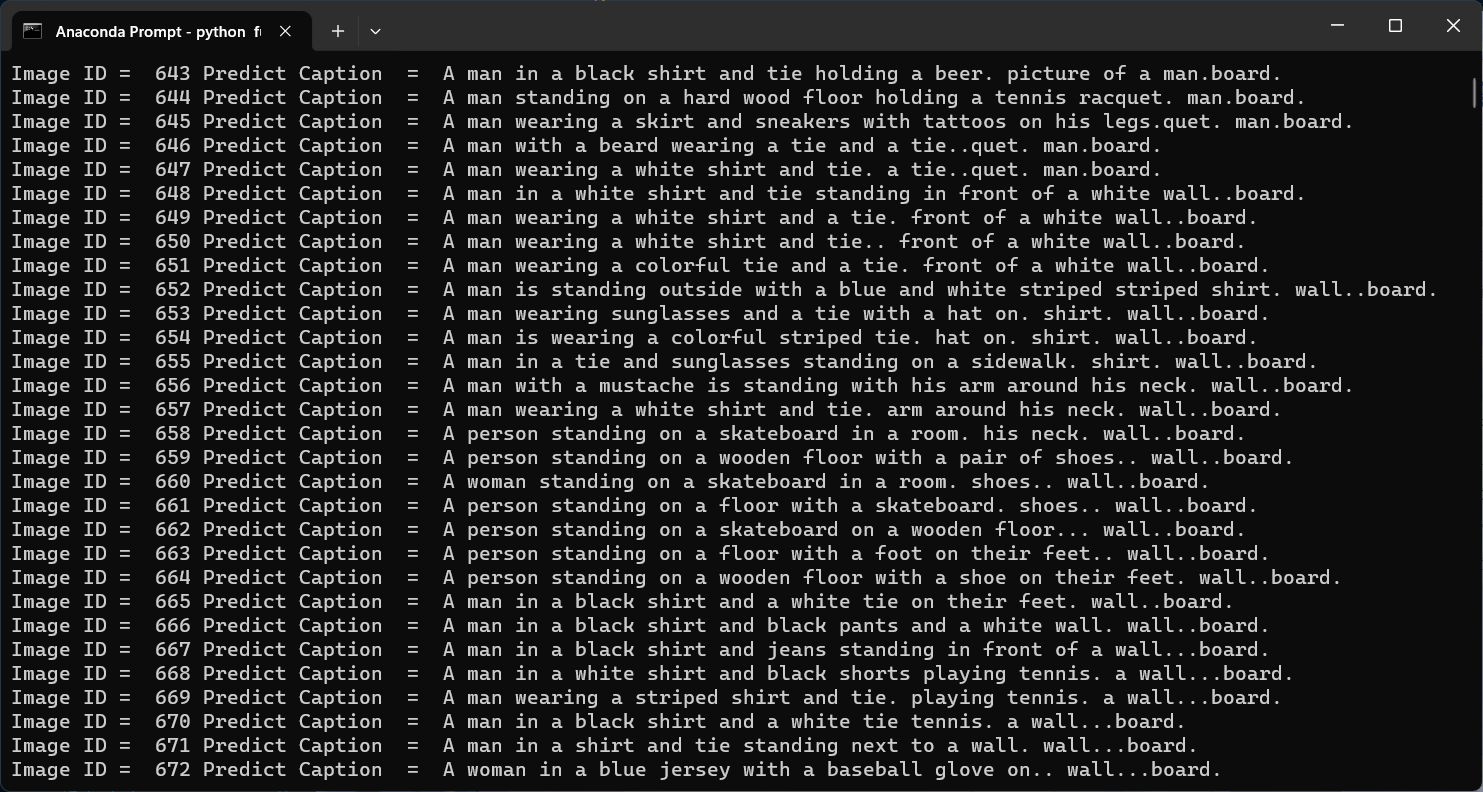 Anaconda Prompt - python fu
Image ID =  643 Predict Caption  =  A man in a black shirt and tie holding a beer. picture of a man.board.
Image ID =  644 Predict Caption  =  A man standing on a hard wood floor holding a tennis racquet. man.board.
Image ID =  645 Predict Caption  =  A man wearing a skirt and sneakers with tattoos on his legs.quet. man.board.
Image ID =  646 Predict Caption  =  A man with a beard wearing a tie and a tie..quet. man.board.
Image ID =  647 Predict Caption  =  A man wearing a white shirt and tie. a tie..quet. man.board.
Image ID =  648 Predict Caption  =  A man in a white shirt and tie standing in front of a white wall..board.
Image ID =  649 Predict Caption  =  A man wearing a white shirt and a tie. front of a white wall..board.
Image ID =  650 Predict Caption  =  A man wearing a white shirt and tie.. front of a white wall..board.
Image ID =  651 Predict Caption  =  A man wearing a colorful tie and a tie. front of a white wall..board.
Image ID =  652 Predict Caption  =  A man is standing outside with a blue and white striped striped shirt. wall..board.
Image ID =  653 Predict Caption  =  A man wearing sunglasses and a tie with a hat on. shirt. wall..board.
Image ID =  654 Predict Caption  =  A man is wearing a colorful striped tie. hat on. shirt. wall..board.
Image ID =  655 Predict Caption  =  A man in a tie and sunglasses standing on a sidewalk. shirt. wall..board.
Image ID =  656 Predict Caption  =  A man with a mustache is standing with his arm around his neck. wall..board.
Image ID =  657 Predict Caption  =  A man wearing a white shirt and tie. arm around his neck. wall..board.
Image ID =  658 Predict Caption  =  A person standing on a skateboard in a room. his neck. wall..board.
Image ID =  659 Predict Caption  =  A person standing on a wooden floor with a pair of shoes.. wall..board.
Image ID =  660 Predict Caption  =  A woman standing on a skateboard in a room. shoes.. wall..board.
Image ID =  661 Predict Caption  =  A person standing on a floor with a skateboard. shoes.. wall..board.
Image ID =  662 Predict Caption  =  A person standing on a skateboard on a wooden floor... wall..board.
Image ID =  663 Predict Caption  =  A person standing on a floor with a foot on their feet.. wall..board.
Image ID =  664 Predict Caption  =  A person standing on a wooden floor with a shoe on their feet. wall..board.
Image ID =  665 Predict Caption  =  A man in a black shirt and a white tie on their feet. wall..board.
Image ID =  666 Predict Caption  =  A man in a black shirt and black pants and a white wall. wall..board.
Image ID =  667 Predict Caption  =  A man in a black shirt and jeans standing in front of a wall...board.
Image ID =  668 Predict Caption  =  A man in a white shirt and black shorts playing tennis. a wall...board.
Image ID =  669 Predict Caption  =  A man wearing a striped shirt and tie. playing tennis. a wall...board.
Image ID =  670 Predict Caption  =  A man in a black shirt and a white tie tennis. a wall...board.
Image ID =  671 Predict Caption  =  A man in a shirt and tie standing next to a wall. wall...board.
Image ID =  672 Predict Caption  =  A woman in a blue jersey with a baseball glove on.. wall...board.